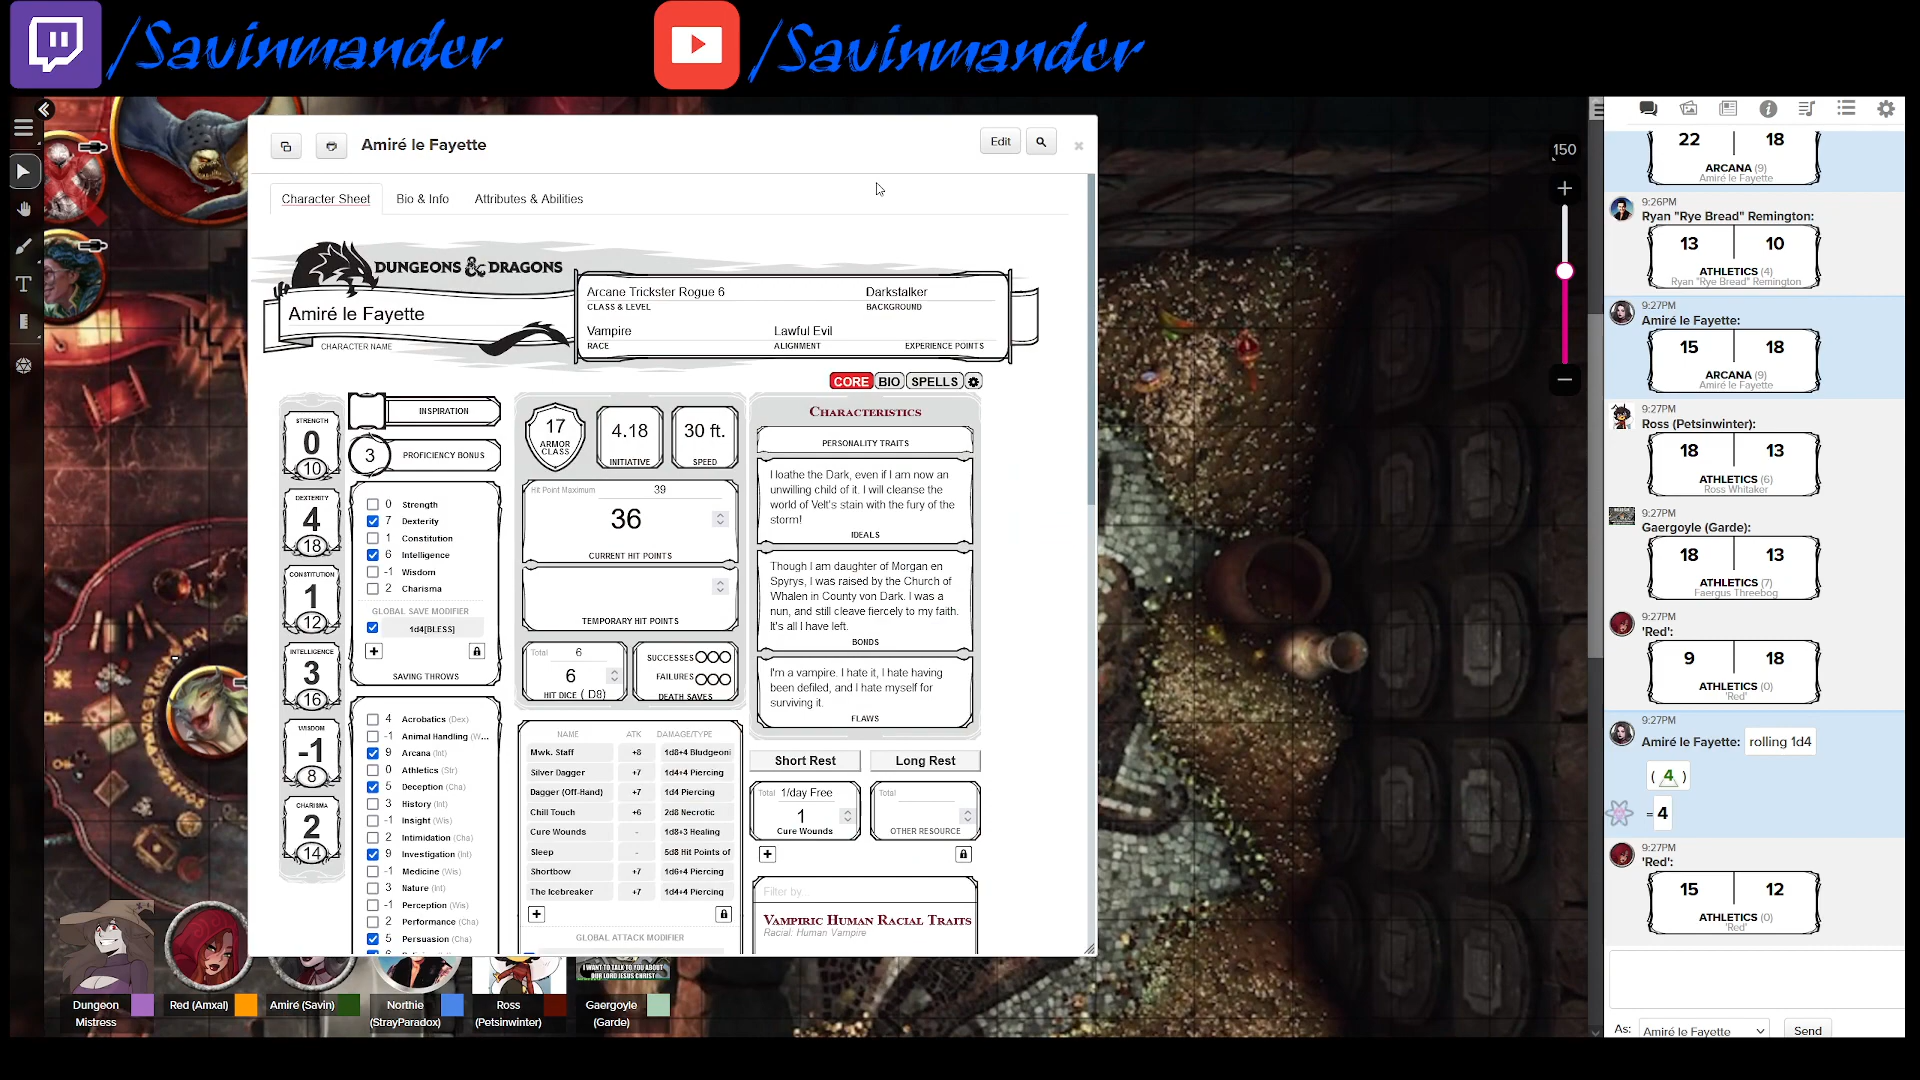 /Savinmander
/Savinmander
Amiré le Fayette
Edit
Character Sheet
Bio & Info
Attributes & Abilities
DUNGEONS & DRAGONS
Amiré le Fayette
CHARACTER NAME
Arcane Trickster Rogue 6
Darkstalker
CLASS & LEVEL
BACKGROUND
Vampire
Lawful Evil
RACE
ALIGNMENT
EXPERIENCE POINTS
CORE
BIO
SPELLS
STRENGTH
0
10
DEXTERITY
4
18
CONSTITUTION
1
12
INTELLIGENCE
3
16
WISDOM
-1
8
CHARISMA
2
14
INSPIRATION
3
PROFICIENCY BONUS
0 Strength
7 Dexterity
1 Constitution
6 Intelligence
-1 Wisdom
2 Charisma
GLOBAL SAVE MODIFIER
1d4[BLESS]
SAVING THROWS
4 Acrobatics (Dex)
-1 Animal Handling (W...
9 Arcana (Int)
0 Athletics (Str)
5 Deception (Cha)
3 History (Int)
-1 Insight (Wis)
2 Intimidation (Cha)
9 Investigation (Int)
-1 Medicine (Wis)
3 Nature (Int)
-1 Perception (Wis)
2 Performance (Cha)
5 Persuasion (Cha)
17
ARMOR
CLASS
4.18
INITIATIVE
30 ft.
SPEED
Hit Point Maximum 39
36
CURRENT HIT POINTS
TEMPORARY HIT POINTS
Total 6
6
HIT DICE ( D8)
SUCCESSES
FAILURES
DEATH SAVES
NAME ATK DAMAGE/TYPE
Mwk. Staff +8 1d8+4 Bludgeoni
Silver Dagger +7 1d4+4 Piercing
Dagger (Off-Hand) +7 1d4 Piercing
Chill Touch +6 2d8 Necrotic
Cure Wounds - 1d8+3 Healing
Sleep - 5d8 Hit Points of
Shortbow +7 1d6+4 Piercing
The Icebreaker +7 1d4+4 Piercing
GLOBAL ATTACK MODIFIER
CHARACTERISTICS
PERSONALITY TRAITS
I loathe the Dark, even if I am now an
unwilling child of it. I will cleanse the
world of Velt's stain with the fury of the
storm!
IDEALS
Though I am daughter of Morgan en
Spyrys, I was raised by the Church of
Whalen in County von Dark. I was a
nun, and still cleave fiercely to my faith.
It's all I have left.
BONDS
I'm a vampire. I hate it, I hate having
been defiled, and I hate myself for
surviving it.
FLAWS
Short Rest
Long Rest
Total 1/day Free
1
Cure Wounds
Total
OTHER RESOURCE
Filter by...
VAMPIRIC HUMAN RACIAL TRAITS
Racial: Human Vampire
150
22 18
ARCANA (9)
Amiré le Fayette
9:26PM
Ryan "Rye Bread" Remington:
13 10
ATHLETICS (4)
Ryan "Rye Bread" Remington
9:27PM
Amiré le Fayette:
15 18
ARCANA (9)
Amiré le Fayette
9:27PM
Ross (Petsinwinter):
18 13
ATHLETICS (6)
Ross Whitaker
9:27PM
Gaergoyle (Garde):
18 13
ATHLETICS (7)
Faergus Threebog
9:27PM
'Red':
9 18
ATHLETICS (0)
'Red'
9:27PM
Amiré le Fayette: rolling 1d4
( 4 )
= 4
9:27PM
'Red':
15 12
ATHLETICS (0)
'Red'
As: Amiré le Fayette
Send
I WANT TO TALK TO YOU ABOUT
OUR LORD JESUS CHRIST
Dungeon
Mistress
Red (Amxal)
Amiré (Savin)
Northie
(StrayParadox)
Ross
(Petsinwinter)
Gaergoyle
(Garde)